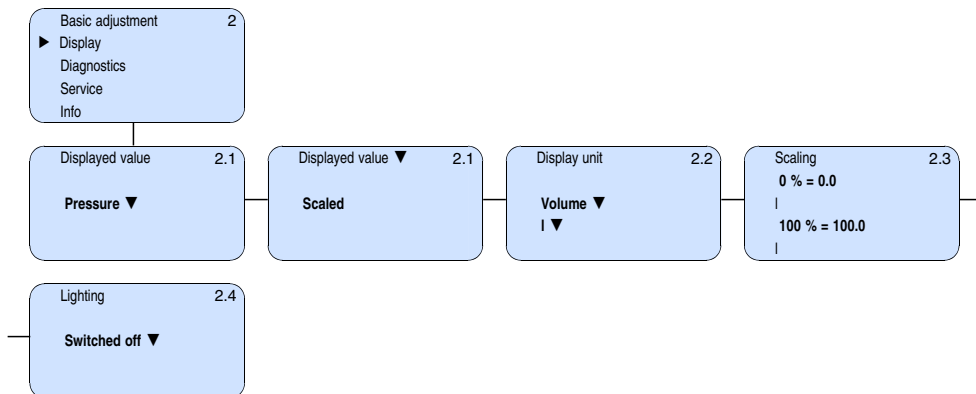 Basic adjustment 2
▶ Display
Diagnostics
Service
Info
Displayed value 2.1
Pressure ▼
Displayed value ▼ 2.1
Scaled
Display unit 2.2
Volume ▼
l ▼
Scaling 2.3
0 % = 0.0
l
100 % = 100.0
l
Lighting 2.4
Switched off ▼